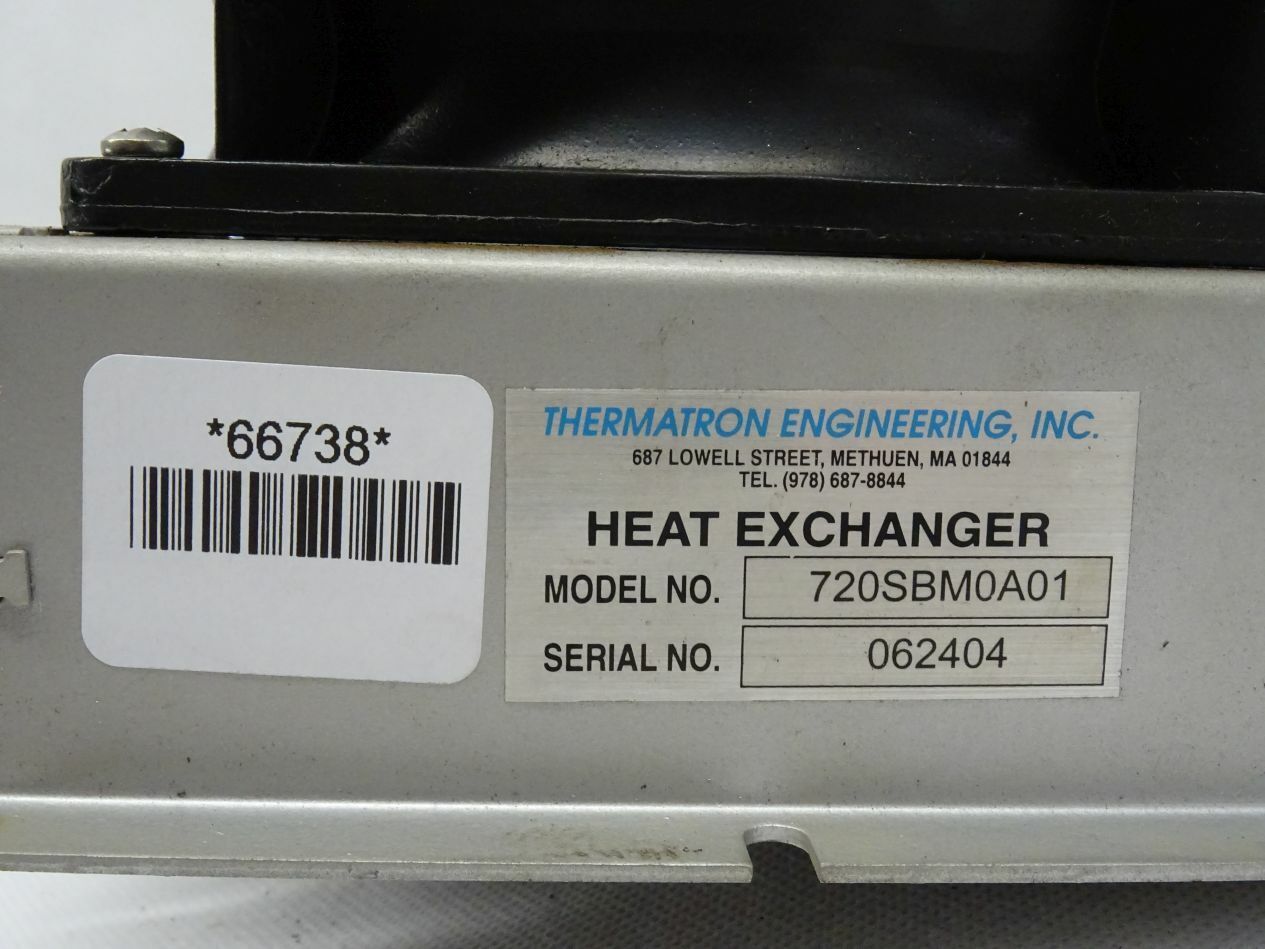 *66738*
THERMATRON ENGINEERING, INC.
687 LOWELL STREET, METHUEN, MA 01844
TEL. (978) 687-8844
HEAT EXCHANGER
MODEL NO. 720SBM0A01
SERIAL NO. 062404